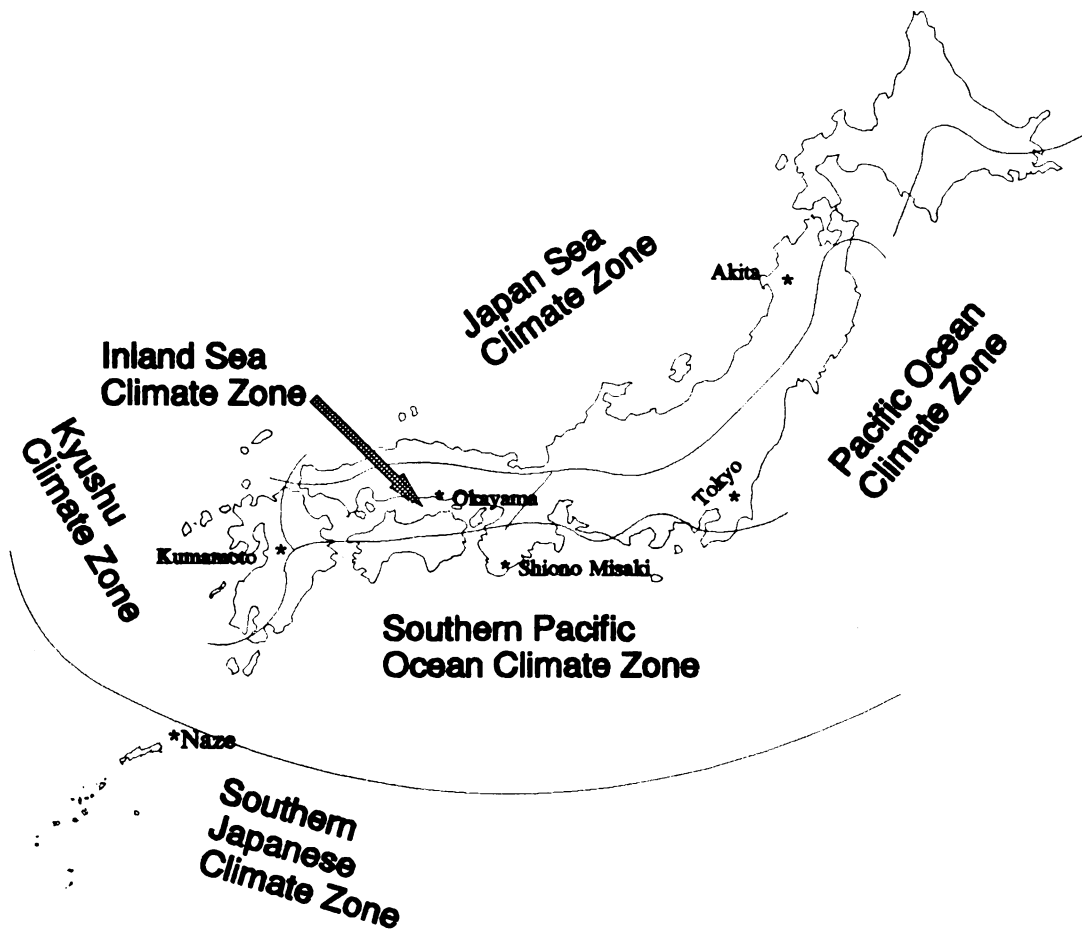 Japan Sea
Climate Zone
Akita
Inland Sea
Climate Zone
Pacific Ocean
Climate Zone
Kyushu
Climate Zone
Tokyo
*Okayama
Kumamoto *
* Shiono Misaki
Southern Pacific
Ocean Climate Zone
*Naze
Southern
Japanese
Climate Zone